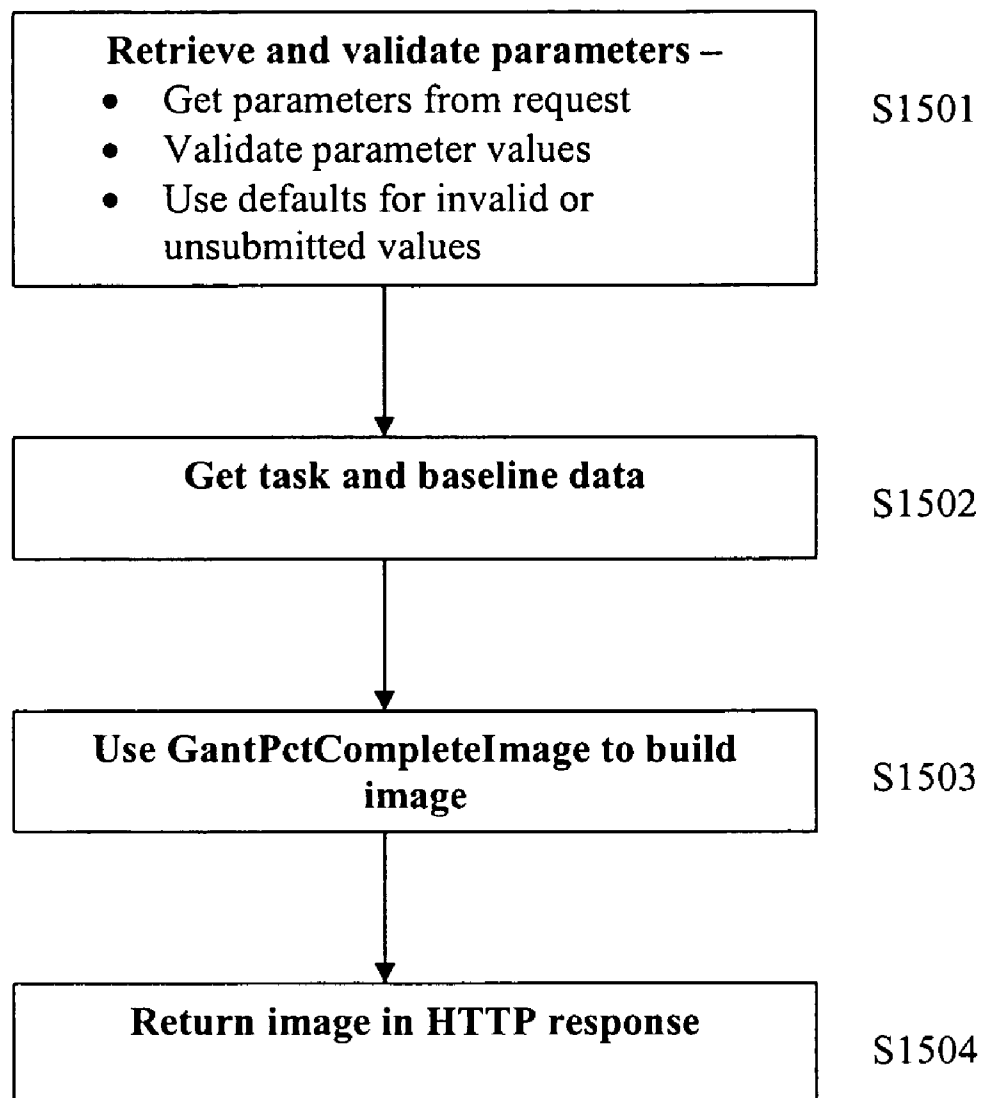 Retrieve and validate parameters –
• Get parameters from request
• Validate parameter values
• Use defaults for invalid or
unsubmitted values
S1501
Get task and baseline data
S1502
Use GantPctCompleteImage to build
image
S1503
Return image in HTTP response
S1504